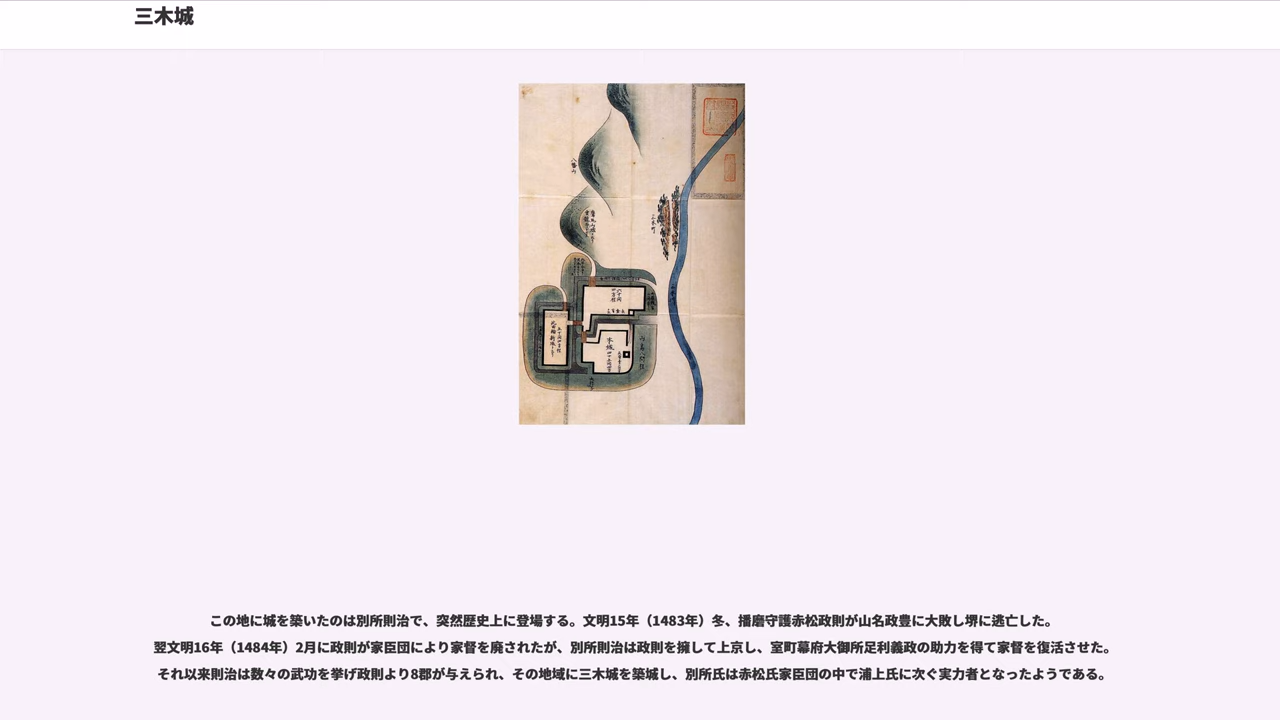 三木城
本城
この地に城を築いたのは別所則治で、突然歴史上に登場する。文明15年（1483年）冬、播磨守護赤松政則が山名政豊に大敗し堺に逃亡した。
翌文明16年（1484年）2月に政則が家臣団により家督を廃されたが、別所則治は政則を擁して上京し、室町幕府大御所足利義政の助力を得て家督を復活させた。
それ以来則治は数々の武功を挙げ政則より8郡が与えられ、その地域に三木城を築城し、別所氏は赤松氏家臣団の中で浦上氏に次ぐ実力者となったようである。